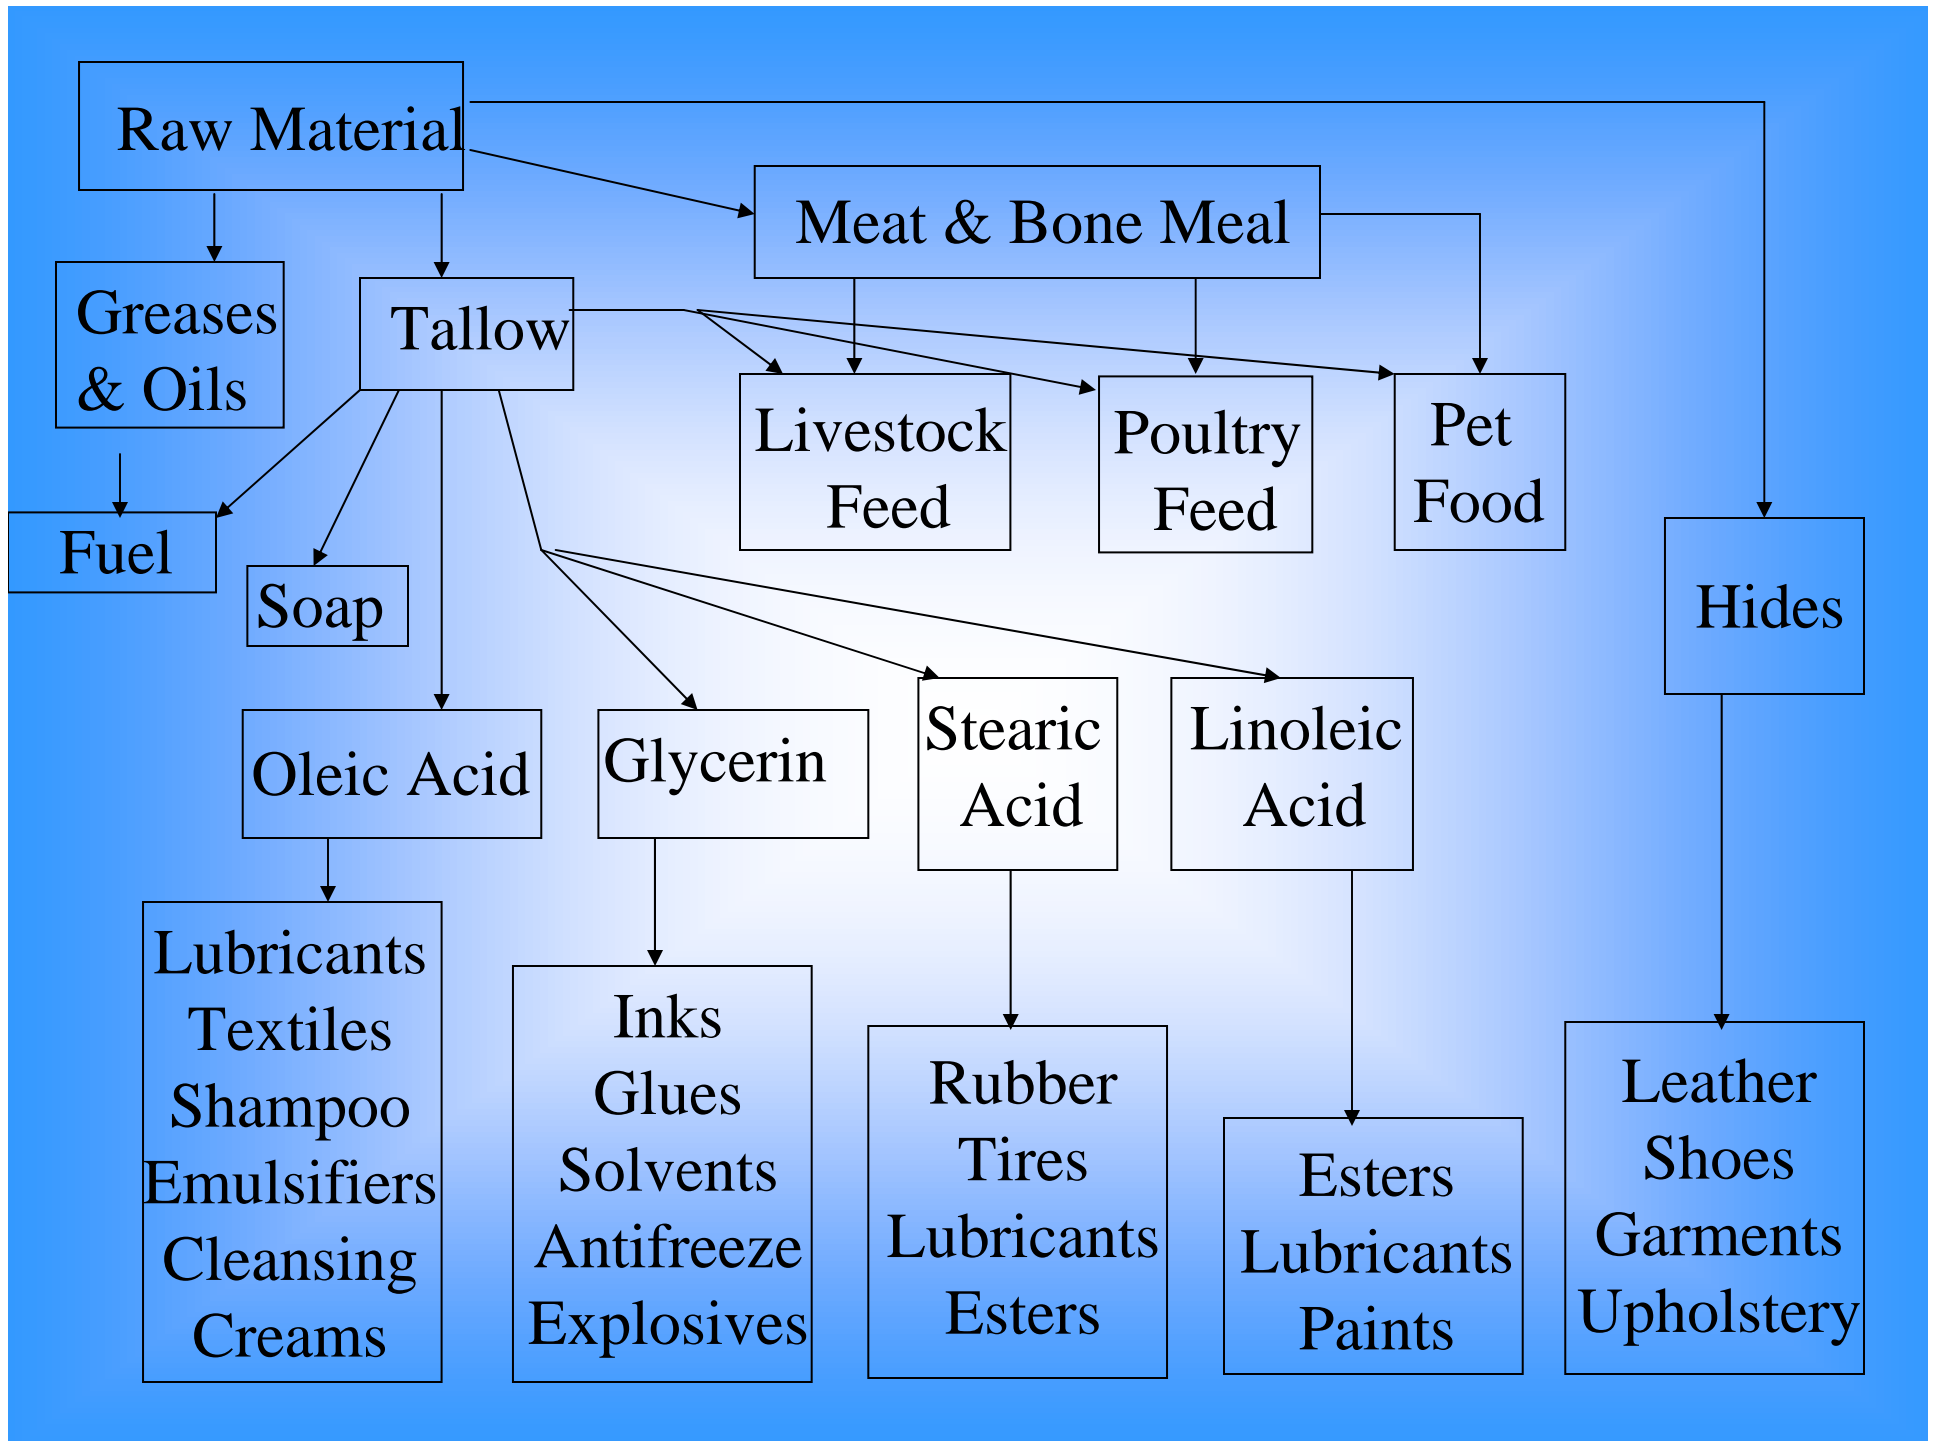 Raw Material
Meat & Bone Meal
Greases
& Oils
Tallow
Livestock
Feed
Poultry
Feed
Pet
Food
Fuel
Soap
Hides
Oleic Acid
Glycerin
Stearic
Acid
Linoleic
Acid
Lubricants
Textiles
Shampoo
Emulsifiers
Cleansing
Creams
Inks
Glues
Solvents
Antifreeze
Explosives
Rubber
Tires
Lubricants
Esters
Esters
Lubricants
Paints
Leather
Shoes
Garments
Upholstery